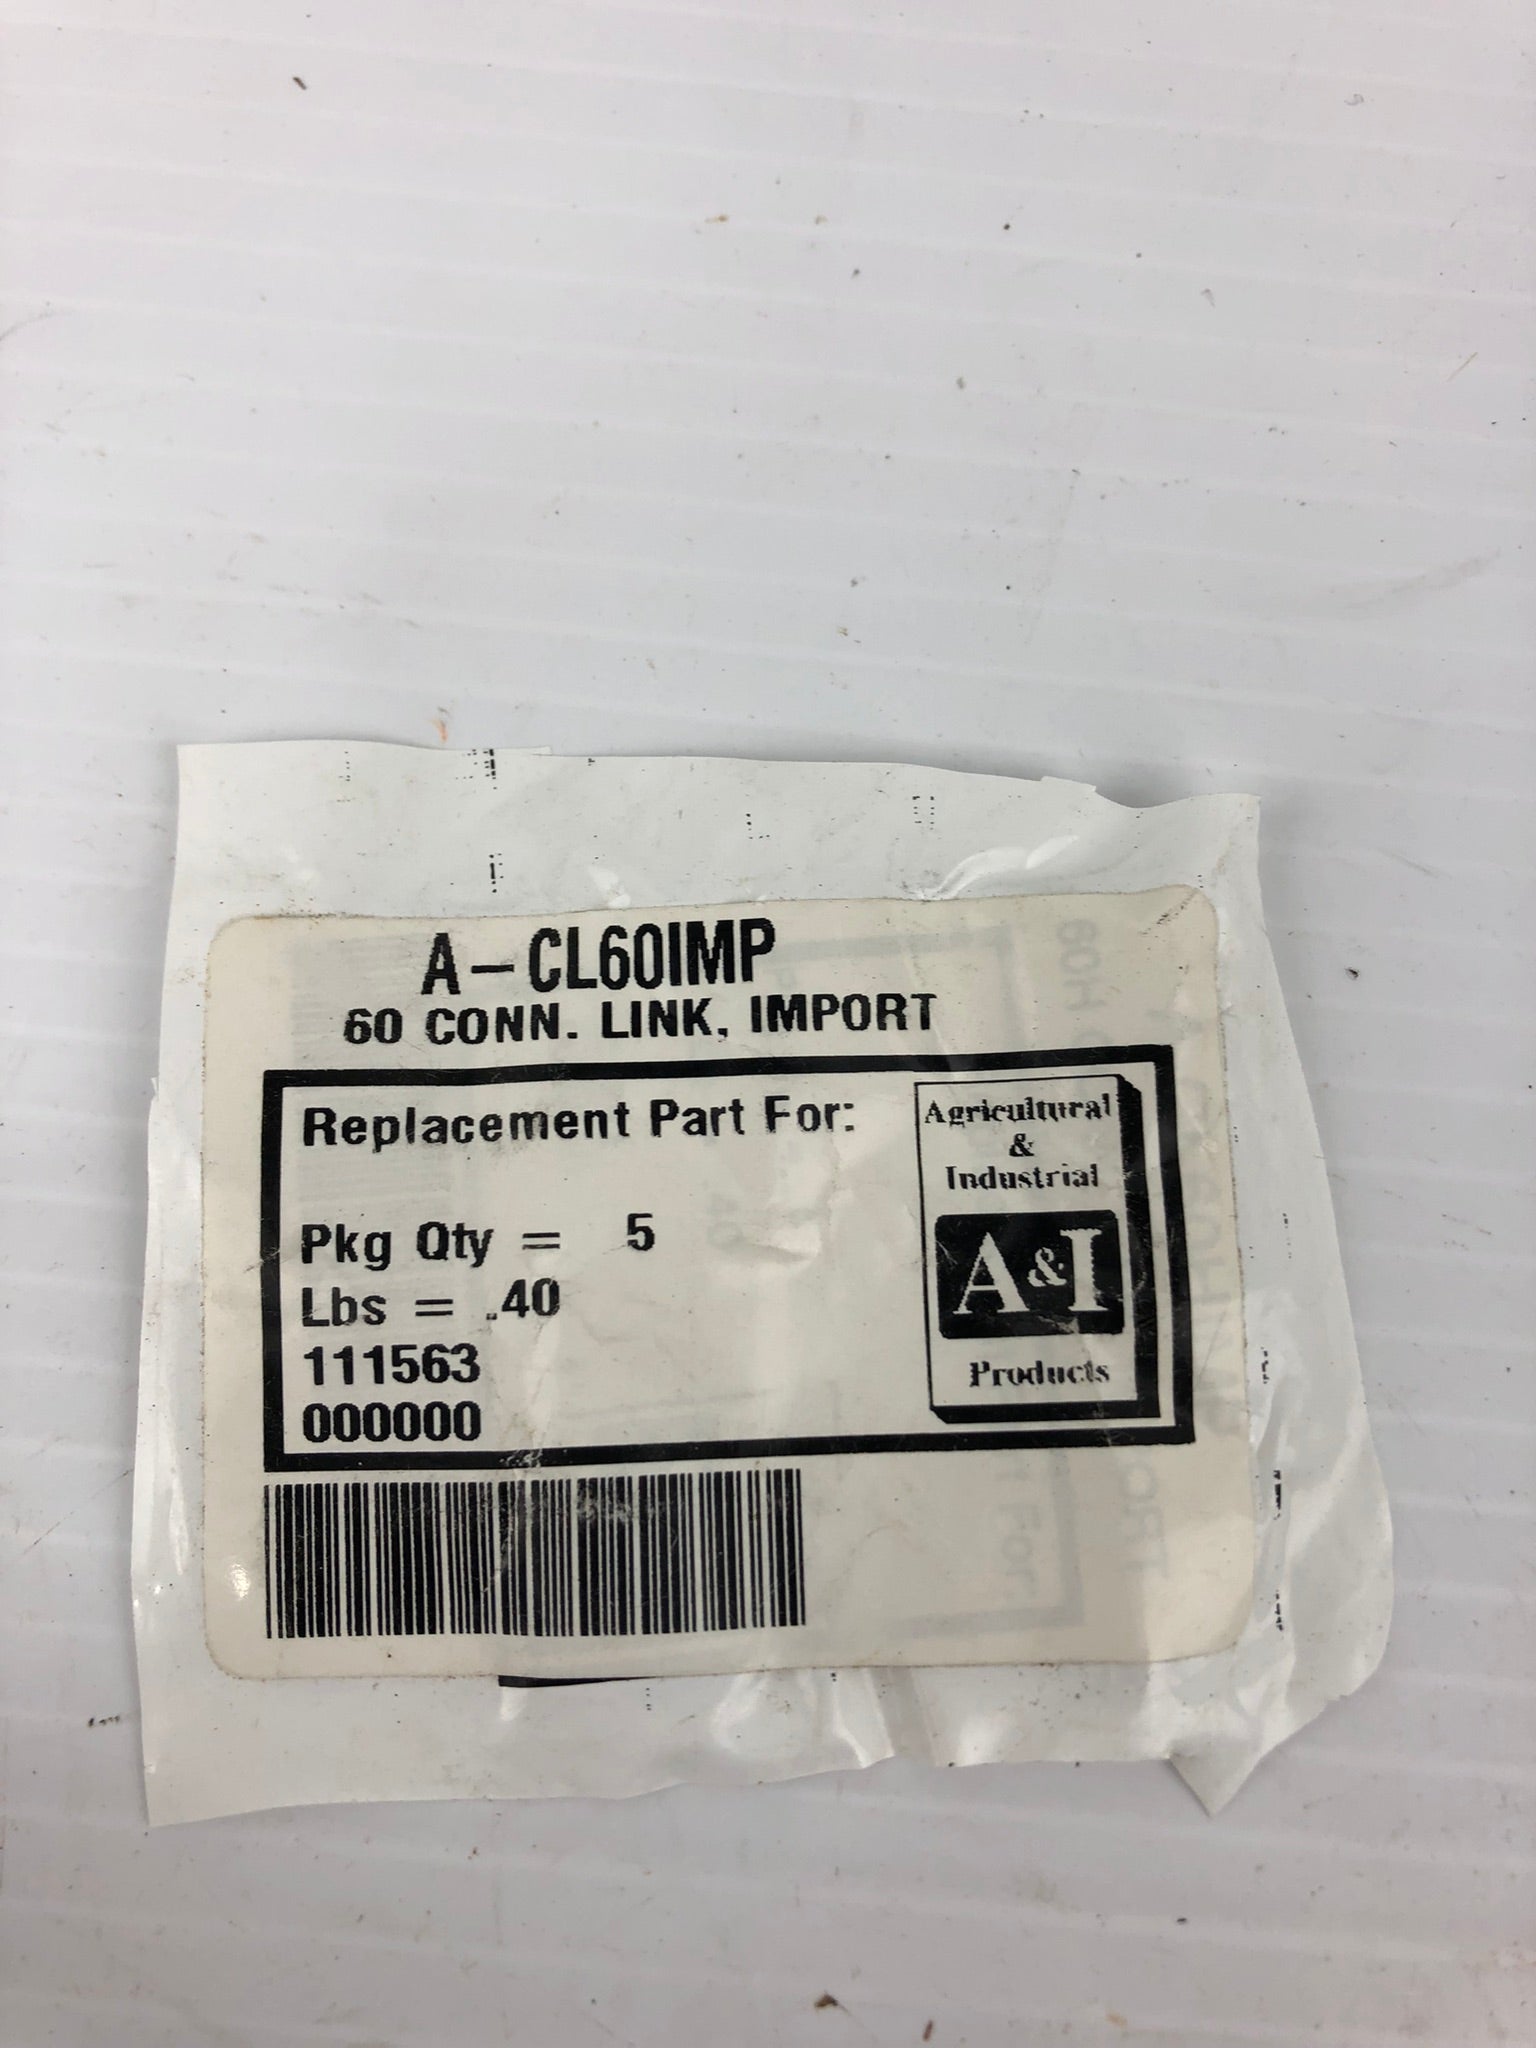 A-CL60IMP
60 CONN. LINK, IMPORT
Replacement Part For:
Pkg Qty = 5
Lbs = .40
111563
000000
Agricultural
&
Industrial
A&I
Products